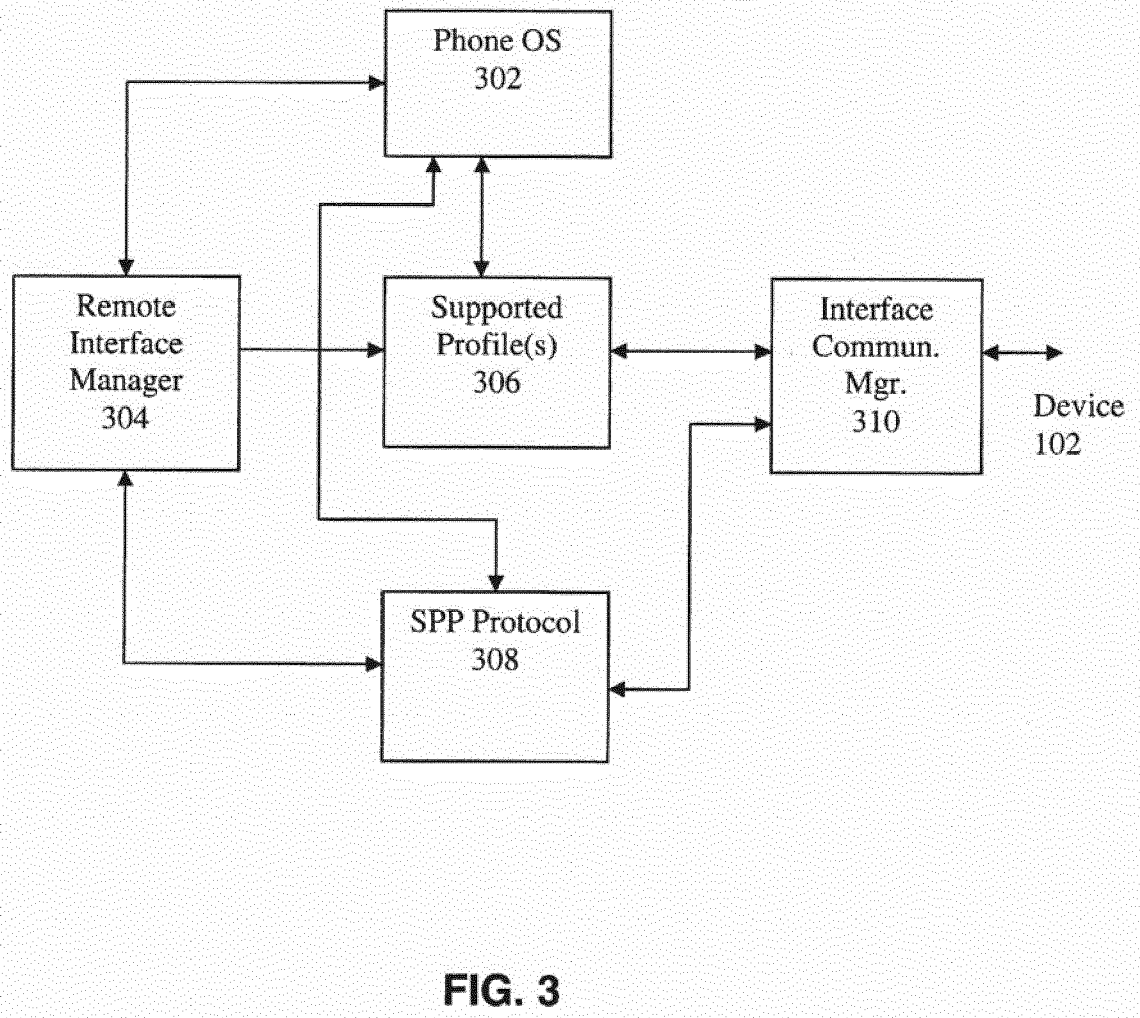 Phone OS
302
Remote
Interface
Manager
304
Supported
Profile(s)
306
Interface
Commun.
Mgr.
310
Device
102
SPP Protocol
308
FIG. 3